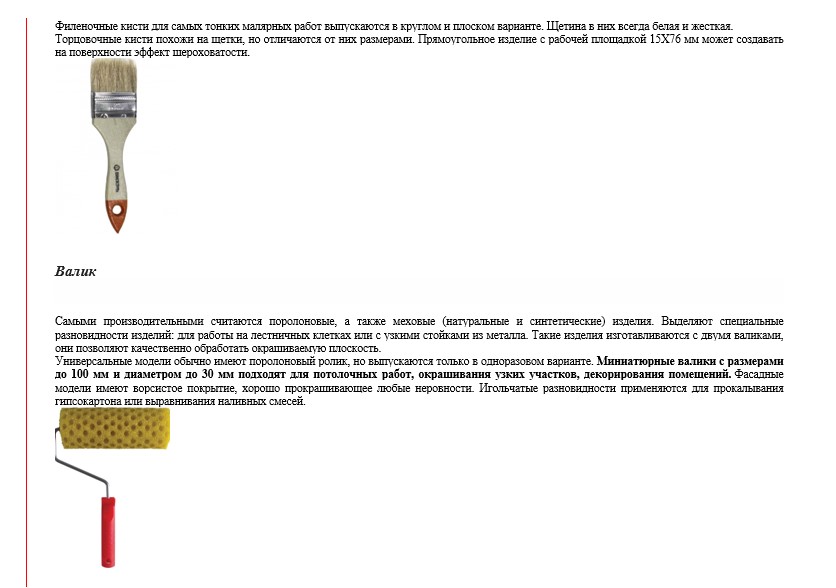 Филеночные кисти для самых тонких малярных работ выпускаются в круглом и плоском варианте. Щетина в них всегда белая и жесткая.
Торцовочные кисти похожи на щетки, но отличаются от них размерами. Прямоугольное изделие с рабочей площадкой 15Х76 мм может создавать
на поверхности эффект шероховатости.
Валик
Самыми производительными считаются поролоновые, а также меховые (натуральные и синтетические) изделия. Выделяют специальные
разновидности изделий: для работы на лестничных клетках или с узкими стойками из металла. Такие изделия изготавливаются с двумя валиками,
они позволяют качественно обработать окрашиваемую плоскость.
Универсальные модели обычно имеют поролоновый ролик, но выпускаются только в одноразовом варианте. Миниатюрные валики с размерами
до 100 мм и диаметром до 30 мм подходят для потолочных работ, окрашивания узких участков, декорирования помещений. Фасадные
модели имеют ворсистое покрытие, хорошо прокрашивающее любые неровности. Игольчатые разновидности применяются для прокалывания
гипсокартона или выравнивания наливных смесей.